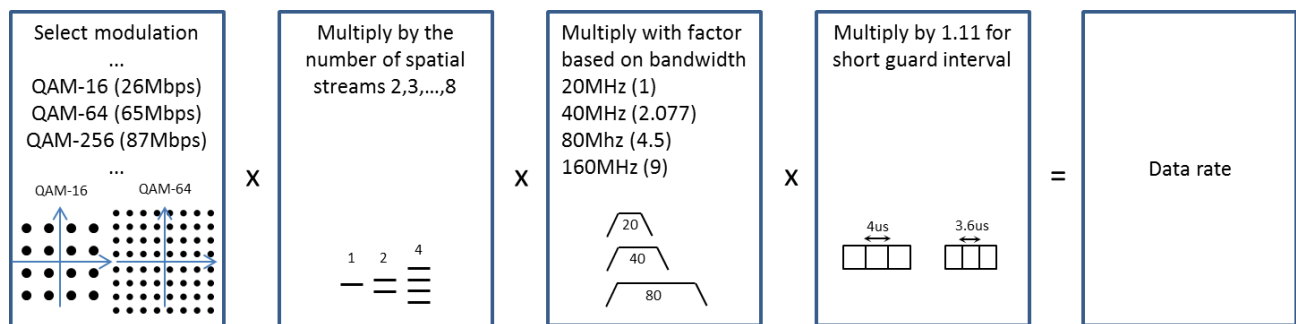 Select modulation
...
QAM-16 (26Mbps)
QAM-64 (65Mbps)
QAM-256 (87Mbps)
...
QAM-16
QAM-64
x
Multiply by the
number of spatial
streams 2,3,...,8
1
2
4
x
Multiply with factor
based on bandwidth
20MHz (1)
40MHz (2.077)
80Mhz (4.5)
160MHz (9)
20
40
80
x
Multiply by 1.11 for
short guard interval
4us
3.6us
=
Data rate